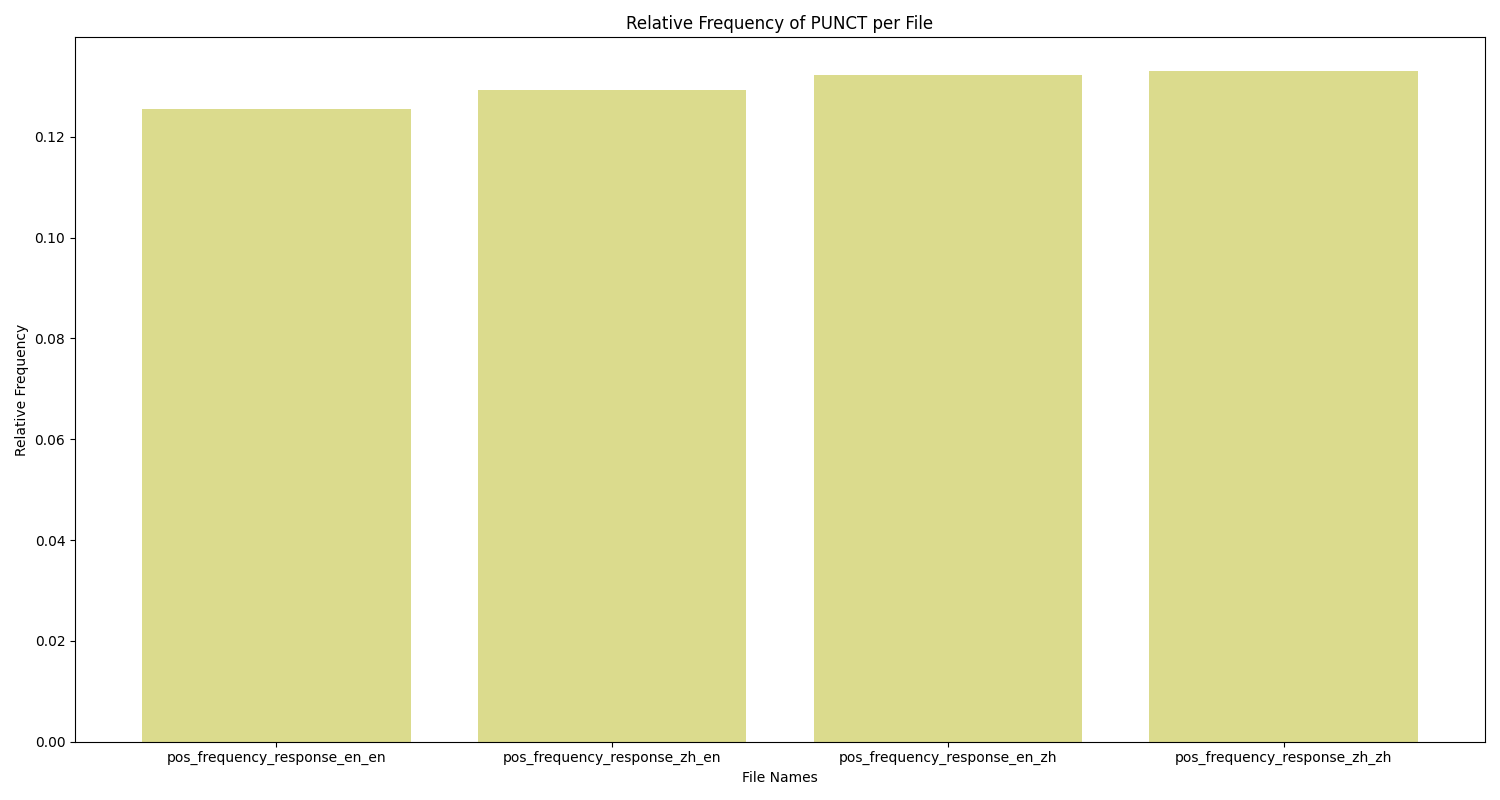 Relative Frequency of PUNCT per File
Relative Frequency
0.12
0.10
0.08
0.06
0.04
0.02
0.00
pos_frequency_response_en_en
pos_frequency_response_zh_en
pos_frequency_response_en_zh
pos_frequency_response_zh_zh
File Names